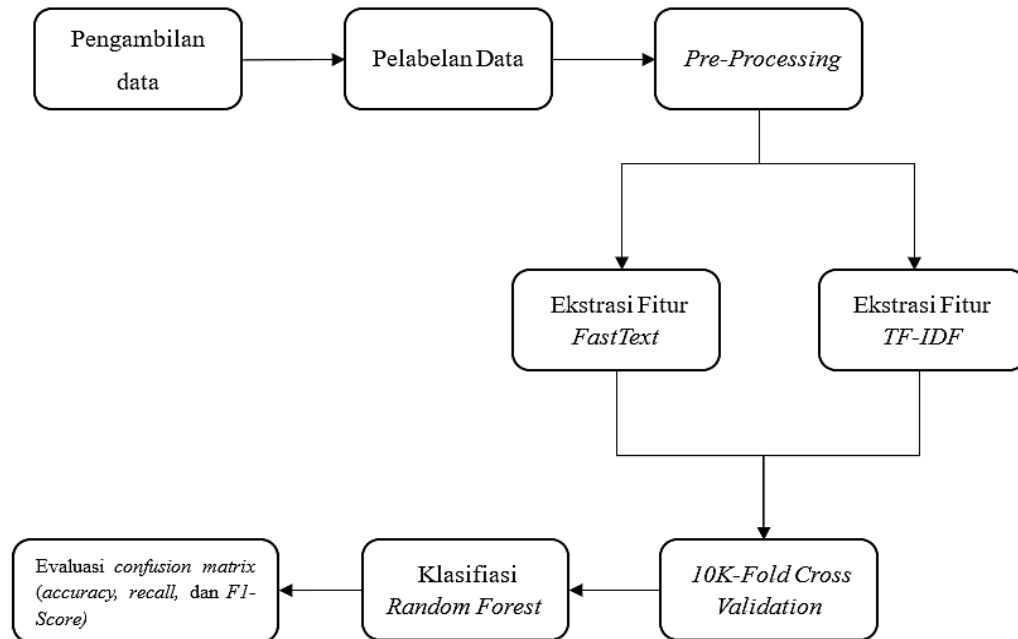 Pengambilan
data
Pelabelan Data
Pre-Processing
Ekstrasi Fitur
FastText
Ekstrasi Fitur
TF-IDF
Evaluasi confusion matrix
(accuracy, recall, dan F1-
Score)
Klasifiasi
Random Forest
10K-Fold Cross
Validation